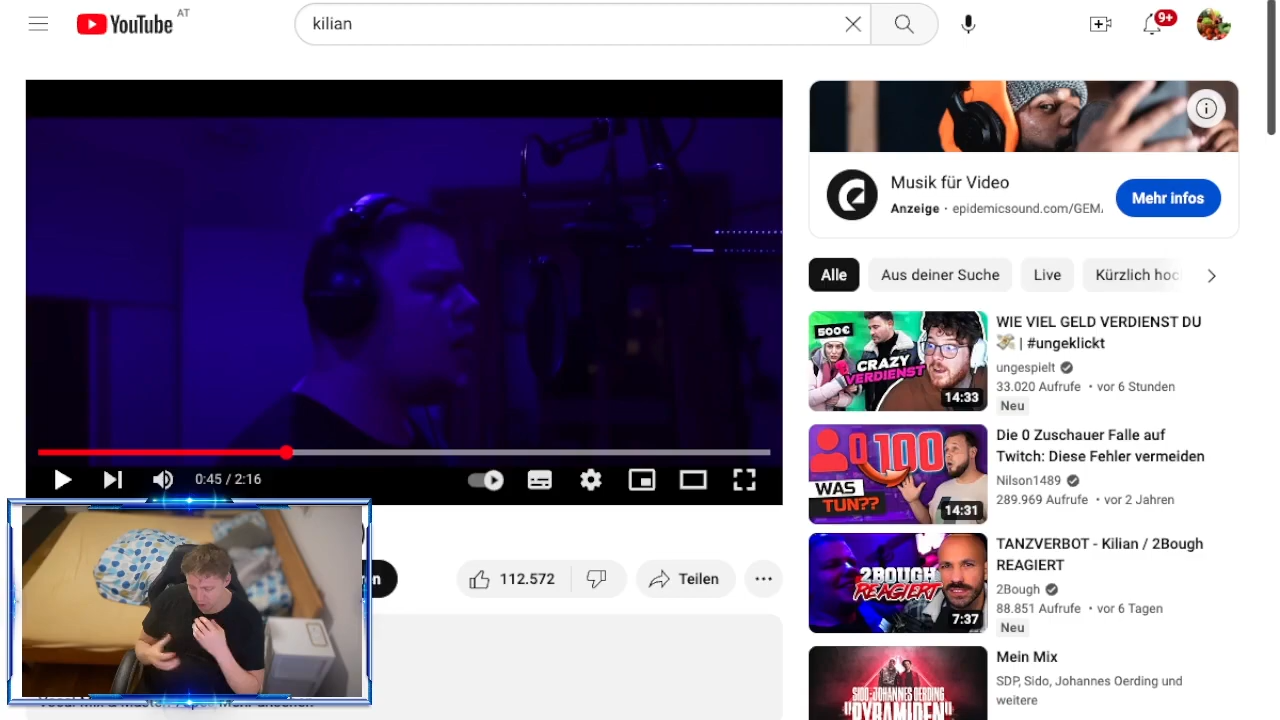 YouTube AT
kilian
9+
Musik für Video
Anzeige · epidemicsound.com/GEM
Mehr infos
Alle
Aus deiner Suche
Live
Kürzlich hoc
500€
CRAZY
VERDIENST
14:33
WIE VIEL GELD VERDIENST DU
| #ungeklickt
ungespielt
33.020 Aufrufe • vor 6 Stunden
Neu
0 100
WAS
TUN??
14:31
Die 0 Zuschauer Falle auf
Twitch: Diese Fehler vermeiden
Nilson1489
289.969 Aufrufe • vor 2 Jahren
2BOUGH
REAGIERT
7:37
TANZVERBOT - Kilian / 2Bough
REAGIERT
2Bough
88.851 Aufrufe • vor 6 Tagen
Neu
SIDO·JOHANNES OERDING
"PYRAMIDEN"
Mein Mix
SDP, Sido, Johannes Oerding und
weitere
0:45 / 2:16
en
112.572
Teilen